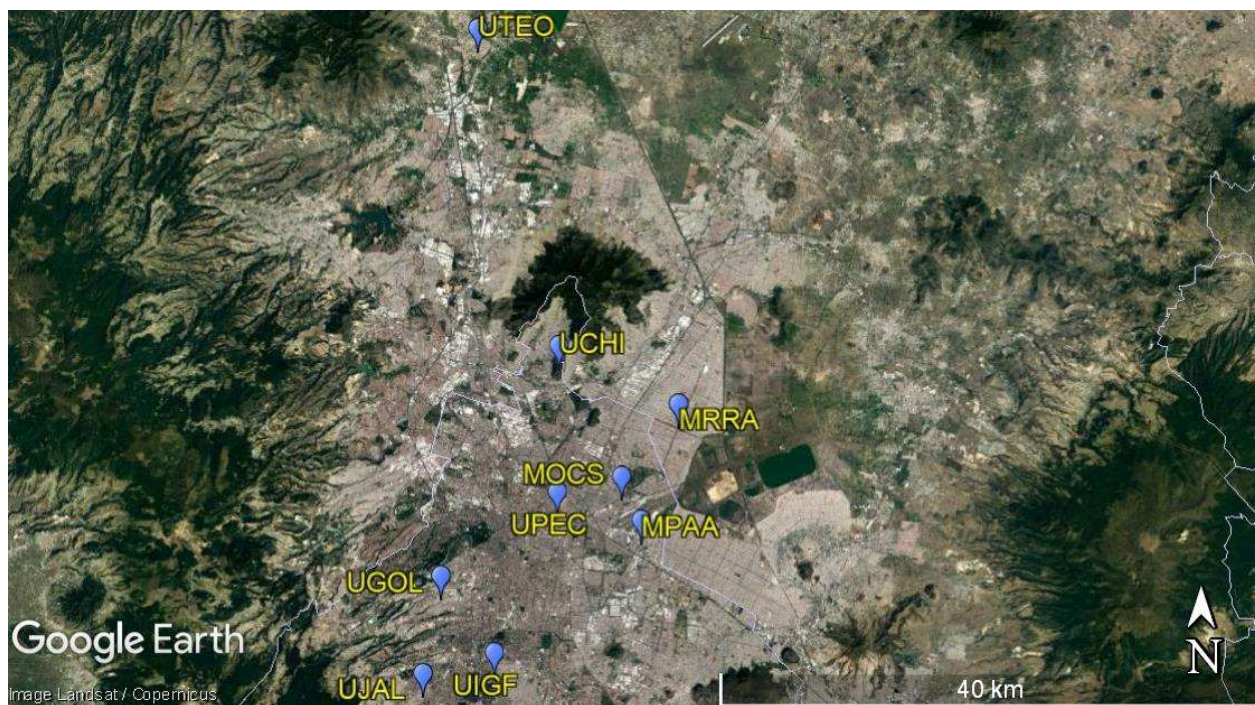 UTEO
UCHI
MRRA
MOCS
UPEC
MPAA
UGOL
Google Earth
N
UIGF
UJAL
40 km
Image Landsat / Copernicus